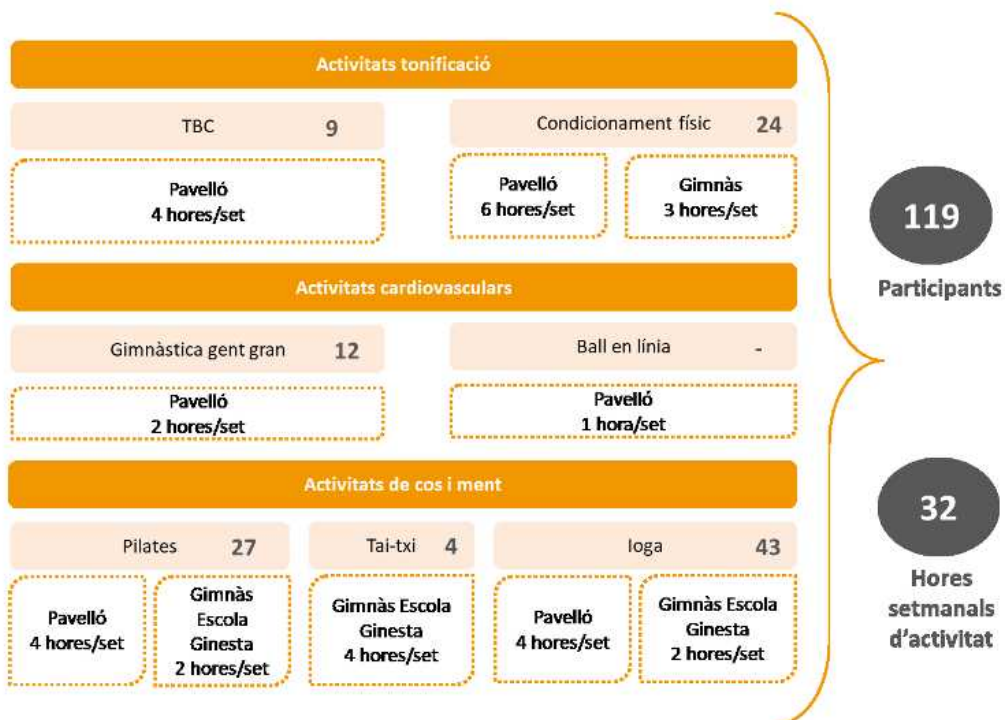 Activitats tonificació
TBC 9
Condicionament físic 24
Pavelló
4 hores/set
Pavelló
6 hores/set
Gimnàs
3 hores/set
Activitats cardiovasculars
Gimnàstica gent gran 12
Ball en línia -
Pavelló
2 hores/set
Pavelló
1 hora/set
Activitats de cos i ment
Pilates 27
Tai-txi 4
Ioga 43
Pavelló
4 hores/set
Gimnàs
Escola
Ginesta
2 hores/set
Gimnàs Escola
Ginesta
4 hores/set
Pavelló
4 hores/set
Gimnàs Escola
Ginesta
2 hores/set
119
Participants
32
Hores
setmanals
d'activitat